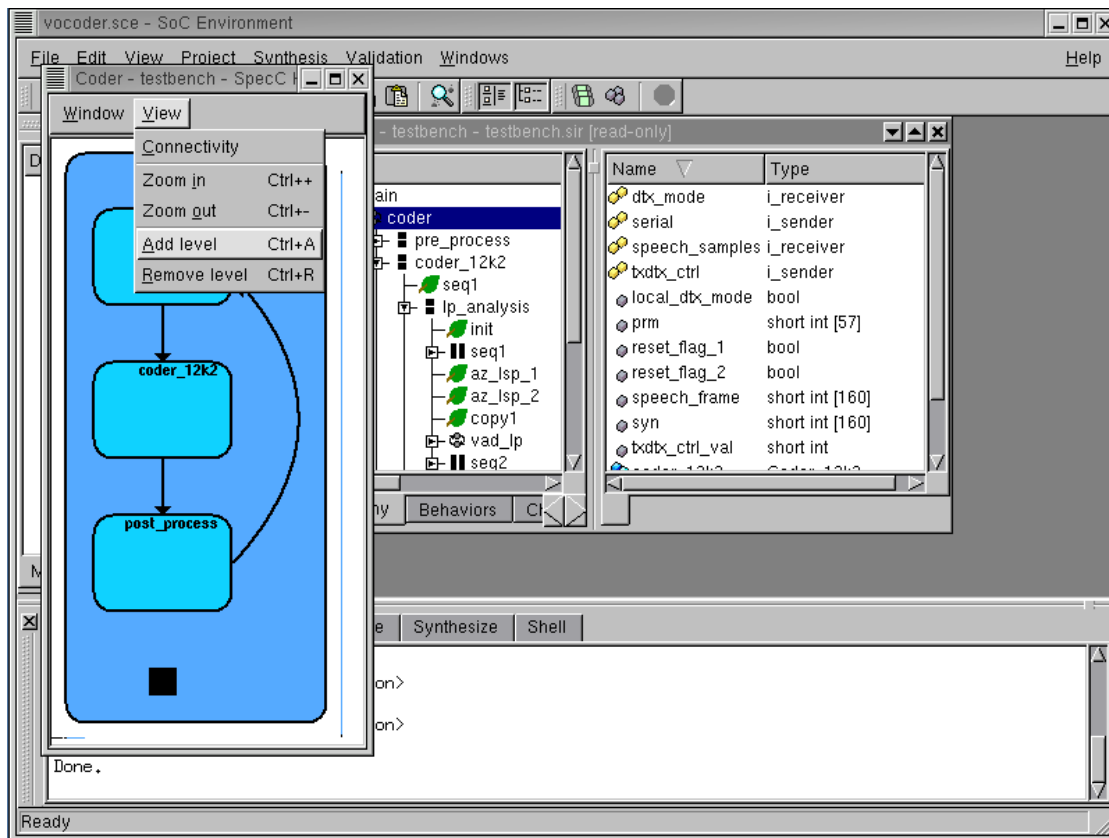 vocoder.sce - SoC Environment
File Edit View Project Synthesis Validation Windows Help
Coder - testbench - SpecC
Window View
Connectivity
Zoom in Ctrl++
Zoom out Ctrl+-
Add level Ctrl+A
Remove level Ctrl+R
coder_12k2
post_process
- testbench - testbench.sir [read-only]
ain
coder
pre_process
coder_12k2
seq1
lp_analysis
init
seq1
az_lsp_1
az_lsp_2
copy1
vad_lp
seq2
Behaviors
Name Type
dtx_mode i_receiver
serial i_sender
speech_samples i_receiver
txdtx_ctrl i_sender
local_dtx_mode bool
prm short int [57]
reset_flag_1 bool
reset_flag_2 bool
speech_frame short int [160]
syn short int [160]
txdtx_ctrl_val short int
coder_12k2 Coder_12k2
Synthesize Shell
on>
on>
Done.
Ready